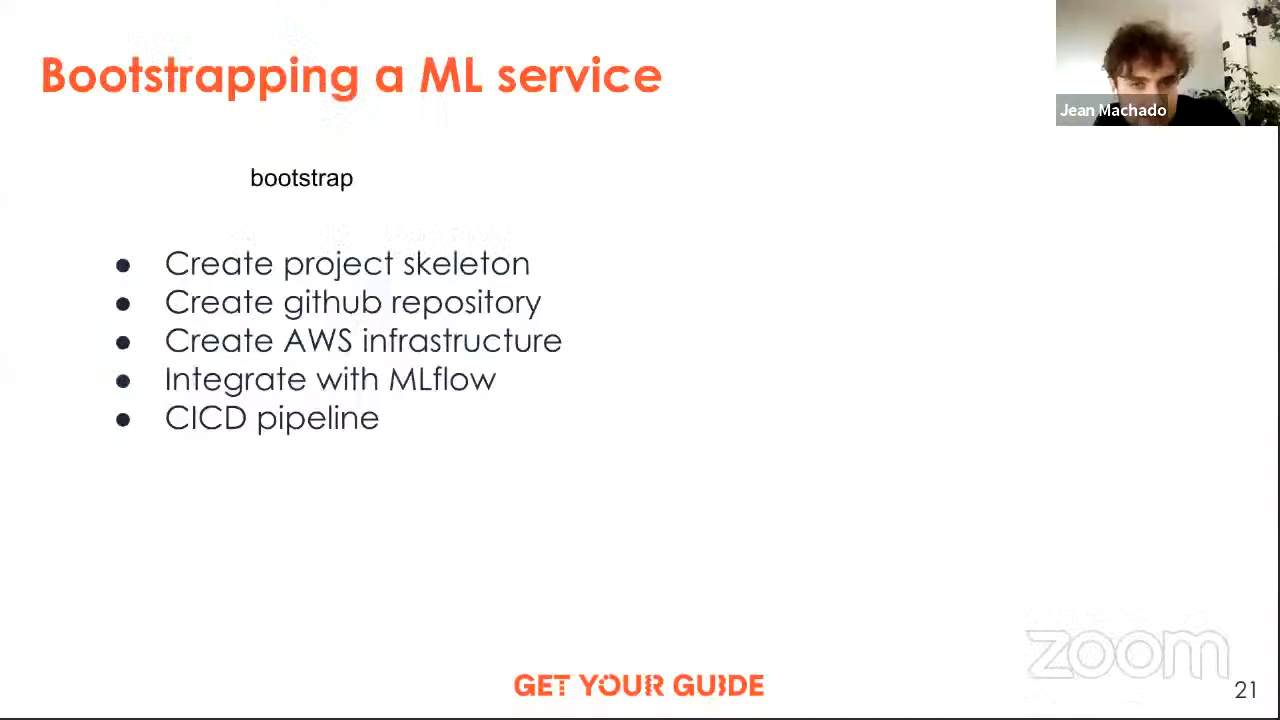 Bootstrapping a ML service
Jean Machado
bootstrap
● Create project skeleton
● Create github repository
● Create AWS infrastructure
● Integrate with MLflow
● CICD pipeline
zoom
GET YOUR GUIDE
21